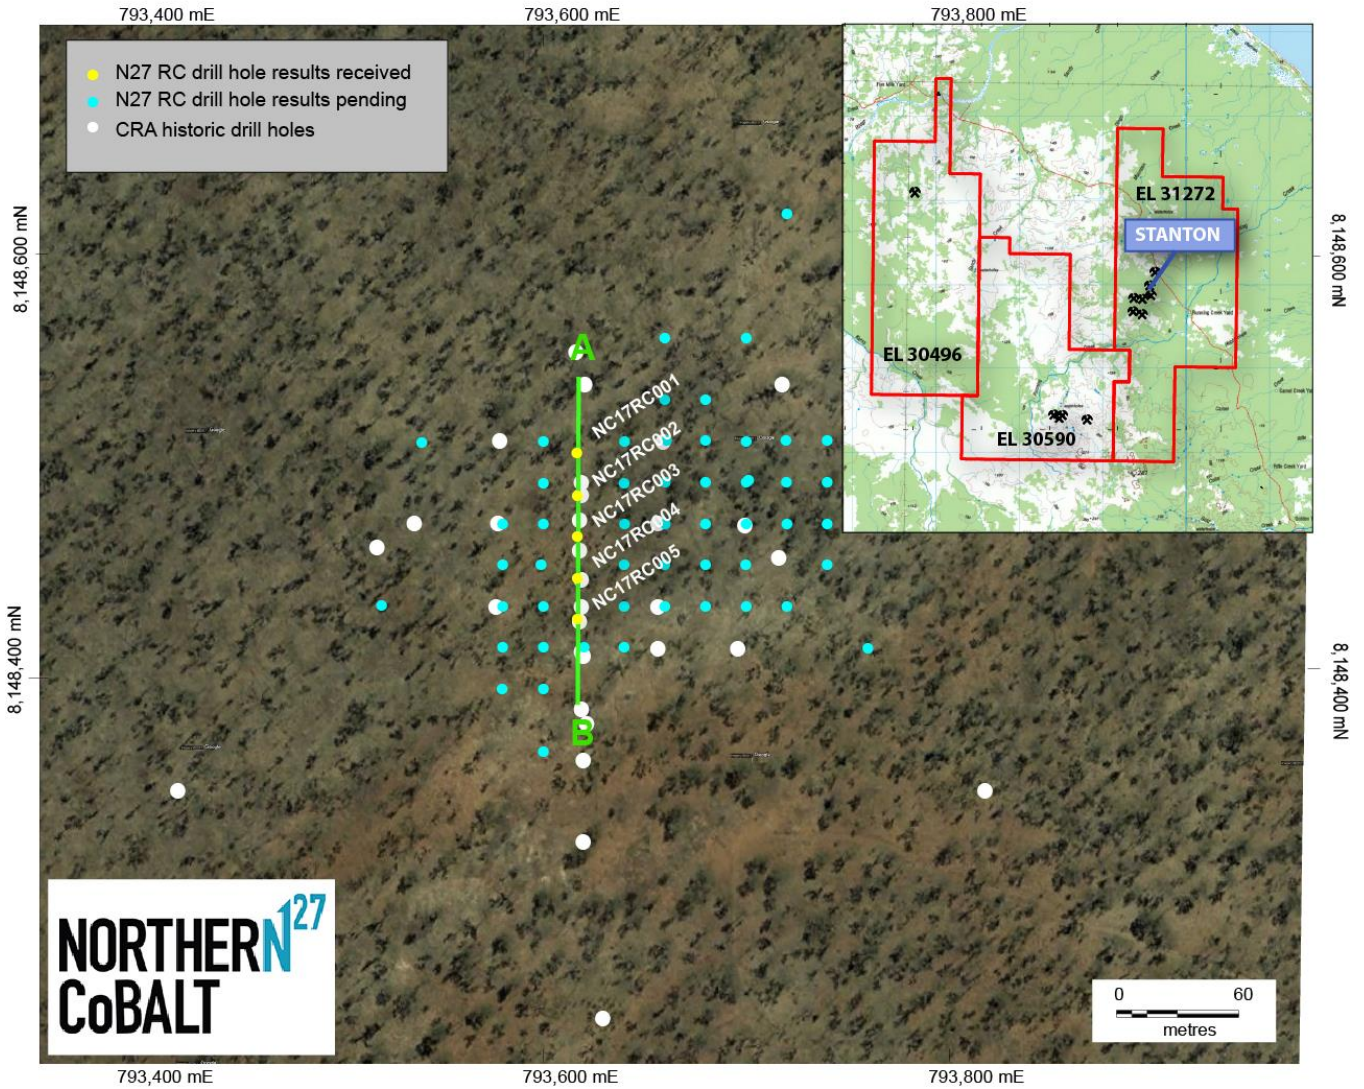 793,400 mE
793,600 mE
793,800 mE
N27 RC drill hole results received
N27 RC drill hole results pending
CRA historic drill holes
EL 31272
STANTON
EL 30496
EL 30590
8,148,600 mN
8,148,600 mN
A
NC17RC001
NC17RC002
NC17RC003
NC17RC004
NC17RC005
B
8,148,400 mN
8,148,400 mN
NORTHERN27
CoBALT
0 60
metres
793,400 mE
793,600 mE
793,800 mE